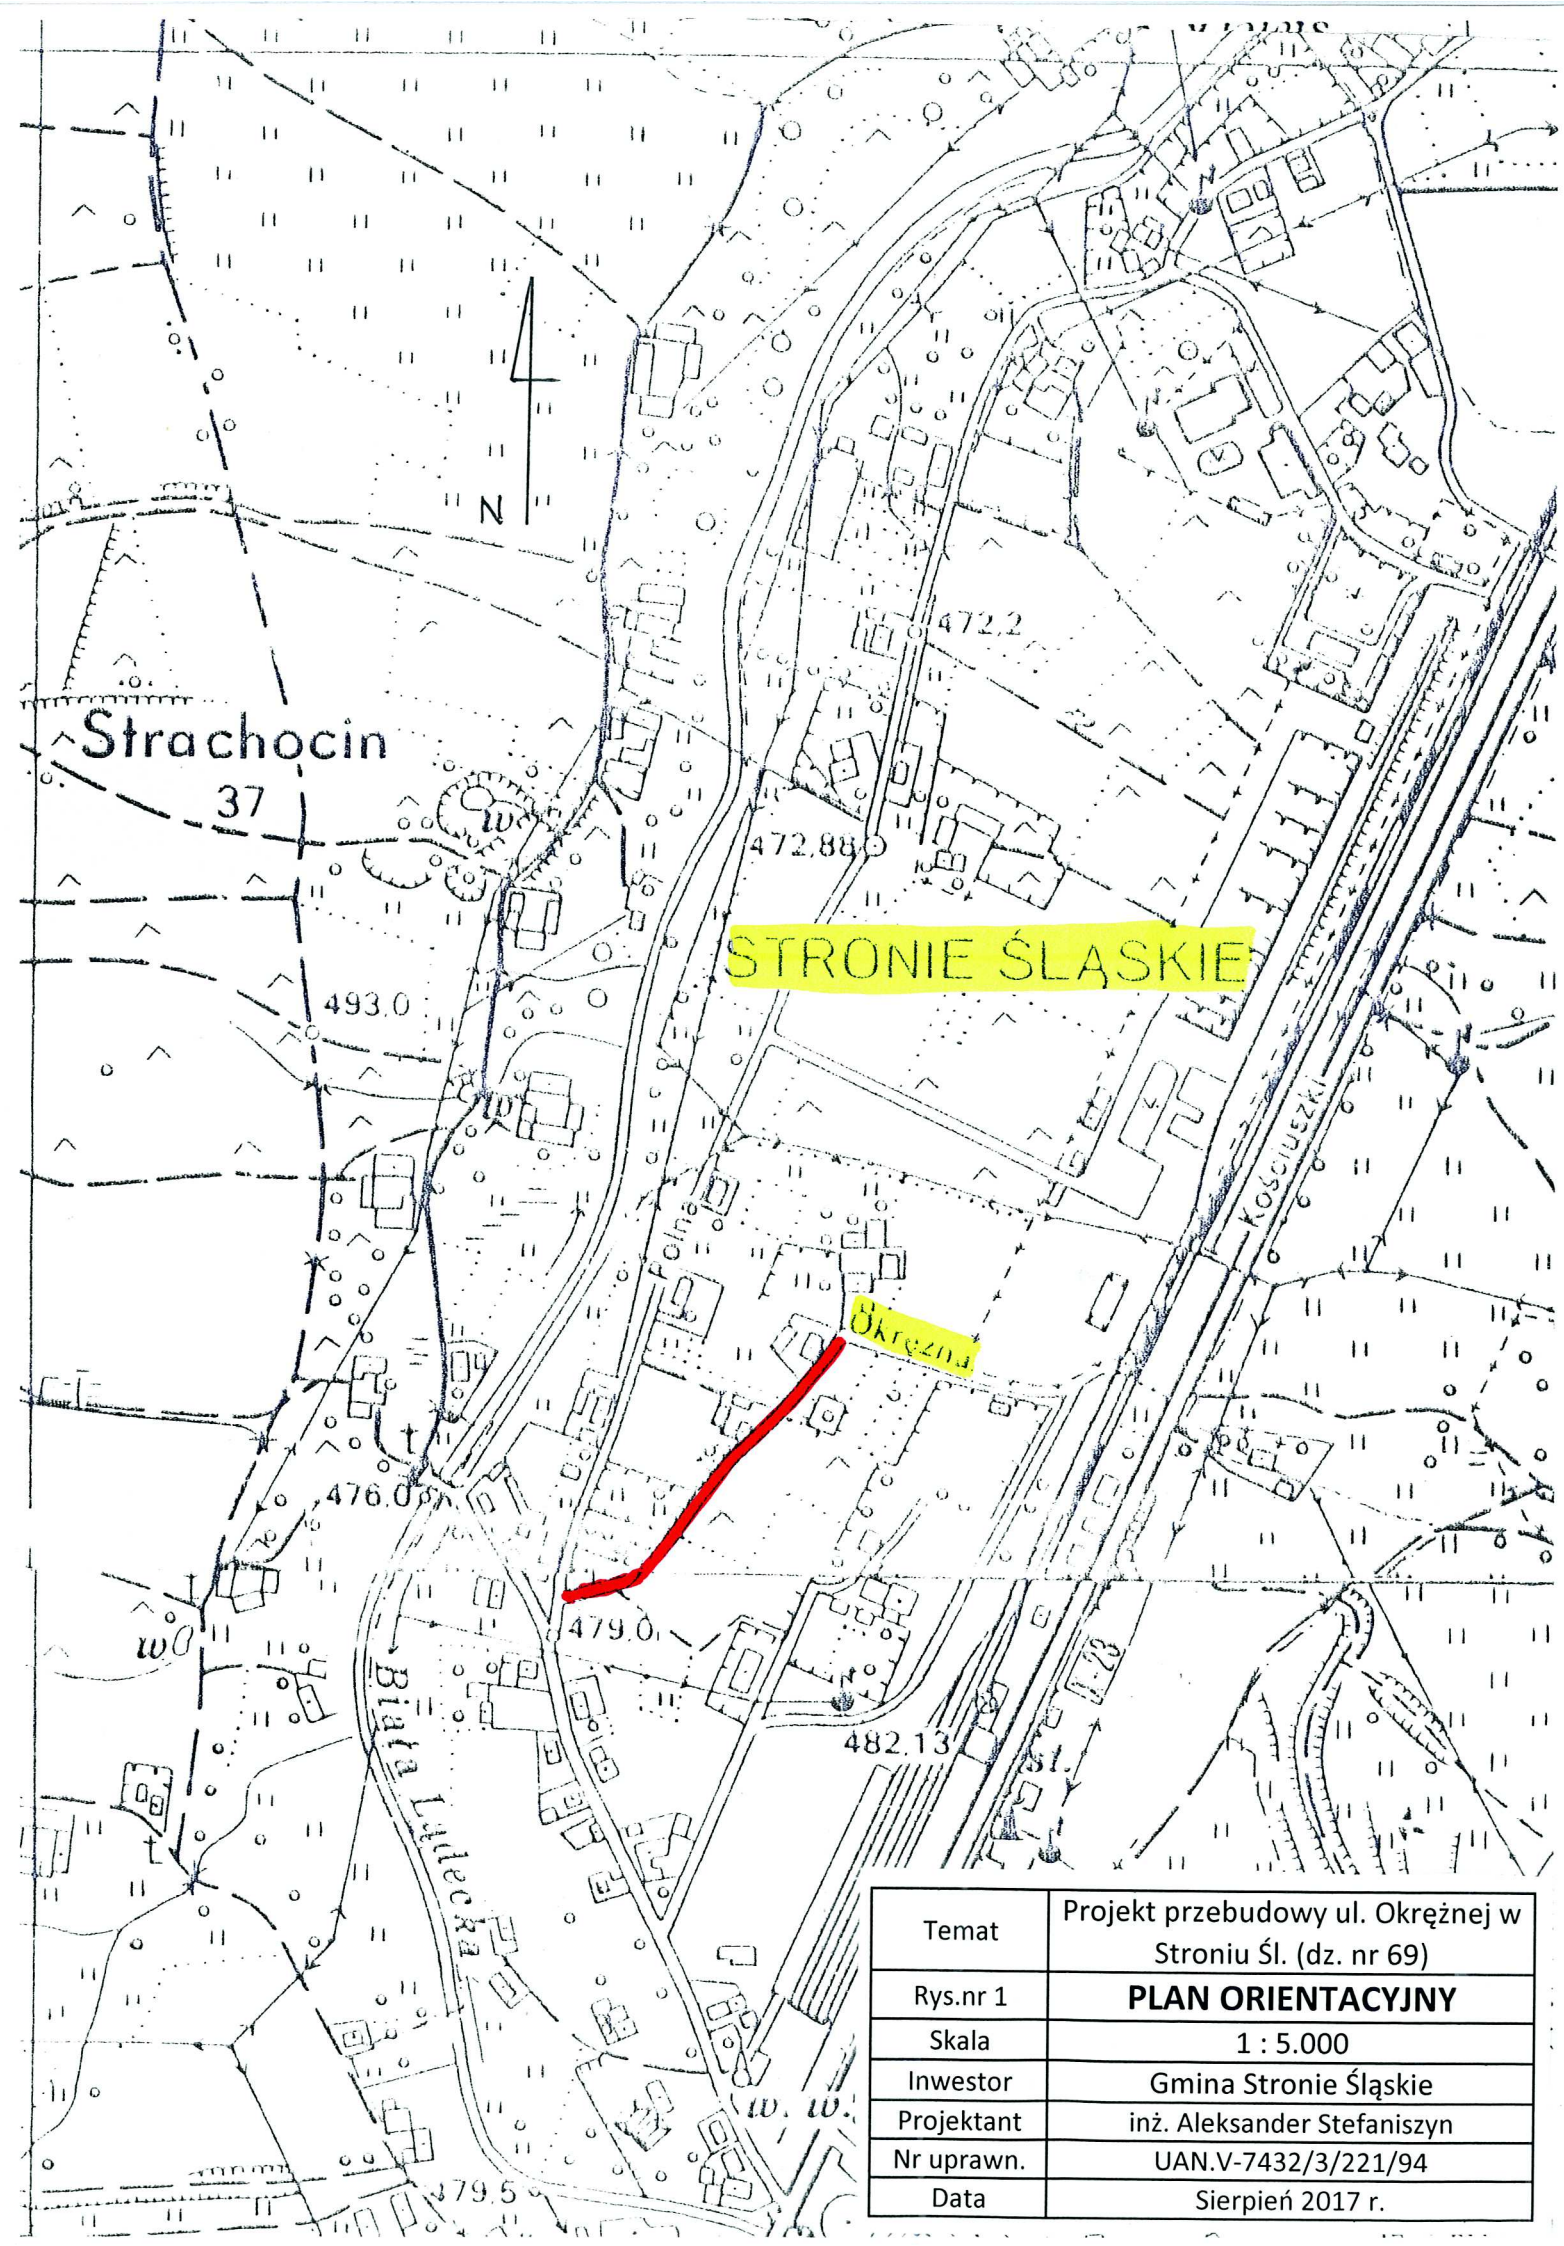 N
472.2
Strachocin
37
w
472.88
STRONIE ŚLĄSKIE
493.0
w
Kościuszki
Polna
Okrężna
476.0
479.0
w
Biała Lądecka
T-23
482.13
st.
w. w.
479.5
Temat
Projekt przebudowy ul. Okrężnej w
Stroniu Śl. (dz. nr 69)
Rys.nr 1
PLAN ORIENTACYJNY
Skala
1 : 5.000
Inwestor
Gmina Stronie Śląskie
Projektant
inż. Aleksander Stefaniszyn
Nr uprawn.
UAN.V-7432/3/221/94
Data
Sierpień 2017 r.